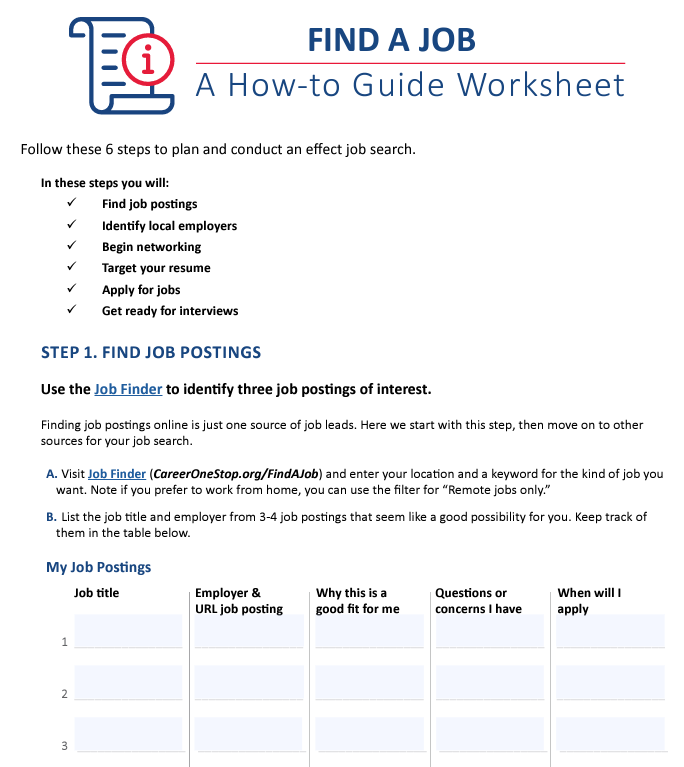 FIND A JOB
A How-to Guide Worksheet
Follow these 6 steps to plan and conduct an effect job search.
In these steps you will:
✓ Find job postings
✓ Identify local employers
✓ Begin networking
✓ Target your resume
✓ Apply for jobs
✓ Get ready for interviews
STEP 1. FIND JOB POSTINGS
Use the Job Finder to identify three job postings of interest.
Finding job postings online is just one source of job leads. Here we start with this step, then move on to other
sources for your job search.
A. Visit Job Finder (CareerOneStop.org/FindAJob) and enter your location and a keyword for the kind of job you
want. Note if you prefer to work from home, you can use the filter for “Remote jobs only.”
B. List the job title and employer from 3-4 job postings that seem like a good possibility for you. Keep track of
them in the table below.
My Job Postings
Job title Employer & Why this is a Questions or When will I
URL job posting good fit for me concerns I have apply
1
2
3